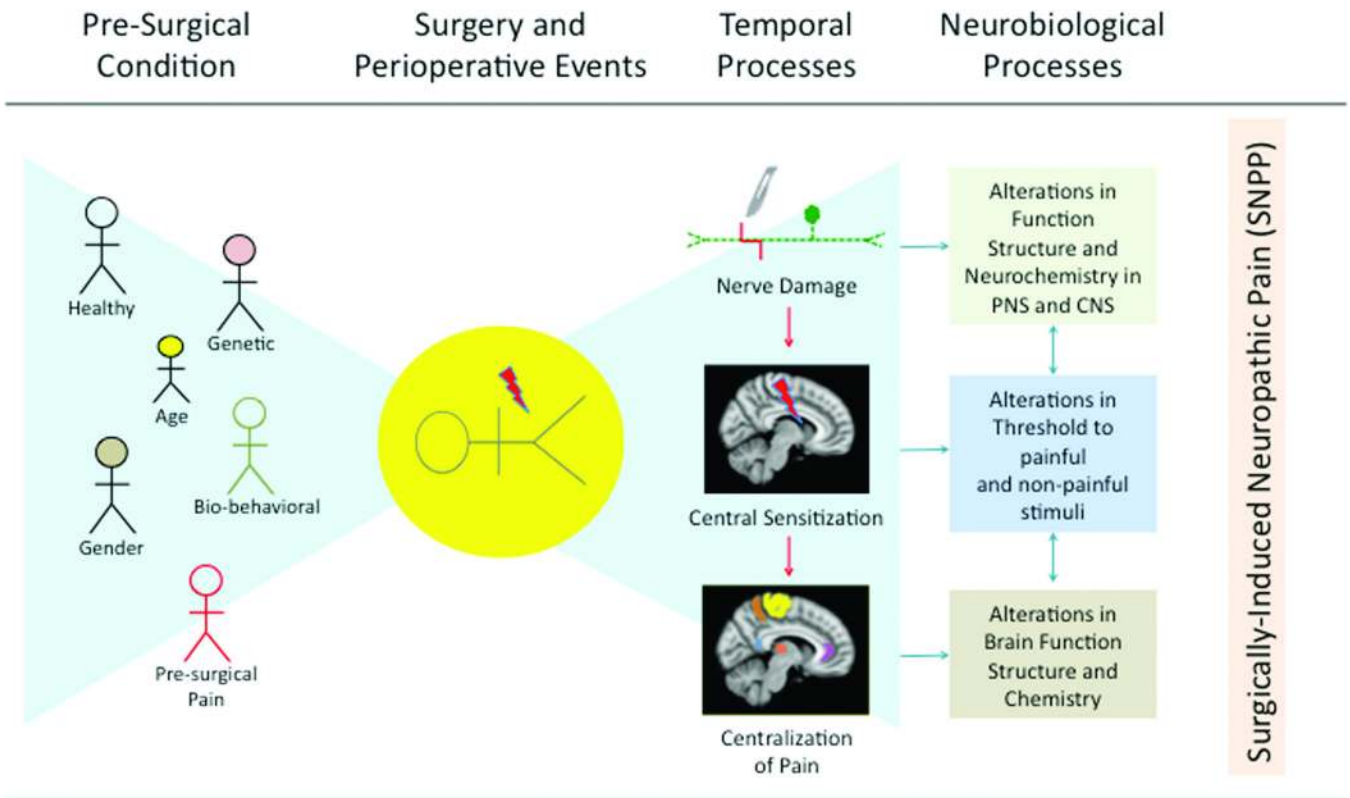 Pre-Surgical
Condition
Surgery and
Perioperative Events
Temporal
Processes
Neurobiological
Processes
Healthy
Genetic
Age
Bio-behavioral
Gender
Pre-surgical
Pain
Nerve Damage
Central Sensitization
Centralization
of Pain
Alterations in
Function
Structure and
Neurochemistry in
PNS and CNS
Alterations in
Threshold to
painful
and non-painful
stimuli
Alterations in
Brain Function
Structure and
Chemistry
Surgically-Induced Neuropathic Pain (SNPP)